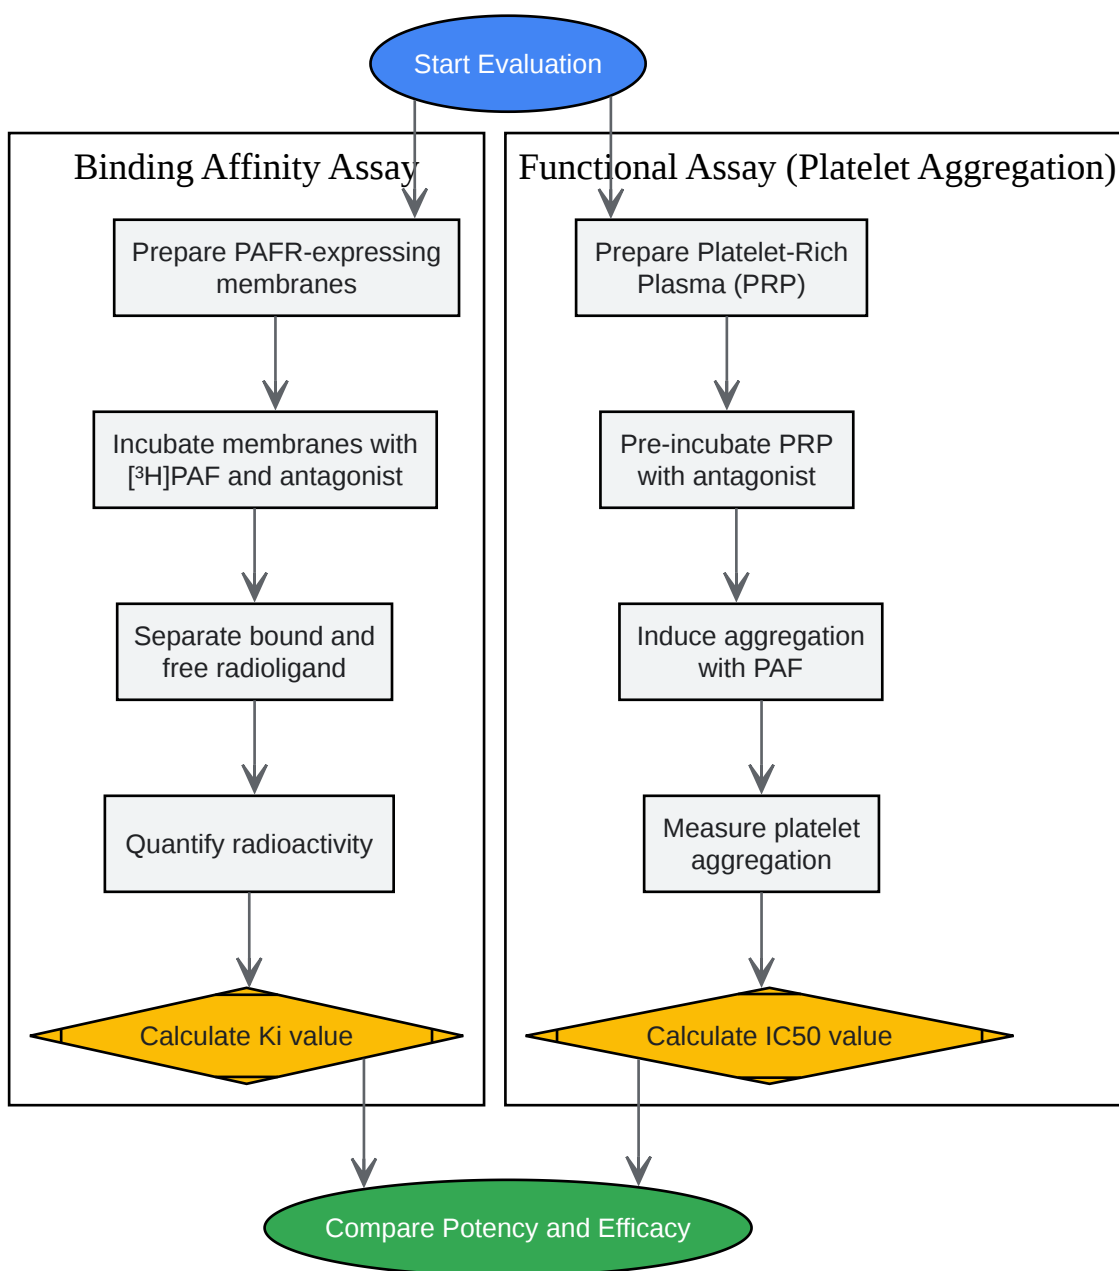 Start Evaluation
Binding Affinity Assay
Prepare PAFR-expressing
membranes
Incubate membranes with
[³H]PAF and antagonist
Separate bound and
free radioligand
Quantify radioactivity
Calculate Ki value
Functional Assay (Platelet Aggregation)
Prepare Platelet-Rich
Plasma (PRP)
Pre-incubate PRP
with antagonist
Induce aggregation
with PAF
Measure platelet
aggregation
Calculate IC50 value
Compare Potency and Efficacy